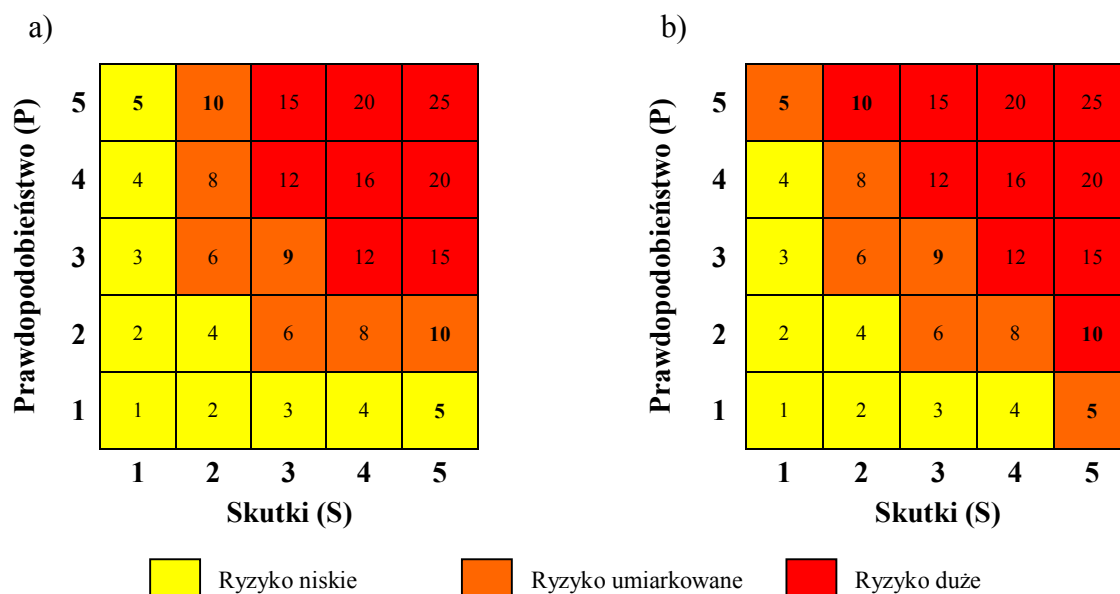 a)
b)
Prawdopodobieństwo (P)
5 5 10 15 20 25
4 4 8 12 16 20
3 3 6 9 12 15
2 2 4 6 8 10
1 1 2 3 4 5
1 2 3 4 5
Skutki (S)
Prawdopodobieństwo (P)
5 5 10 15 20 25
4 4 8 12 16 20
3 3 6 9 12 15
2 2 4 6 8 10
1 1 2 3 4 5
1 2 3 4 5
Skutki (S)
Ryzyko niskie
Ryzyko umiarkowane
Ryzyko duże